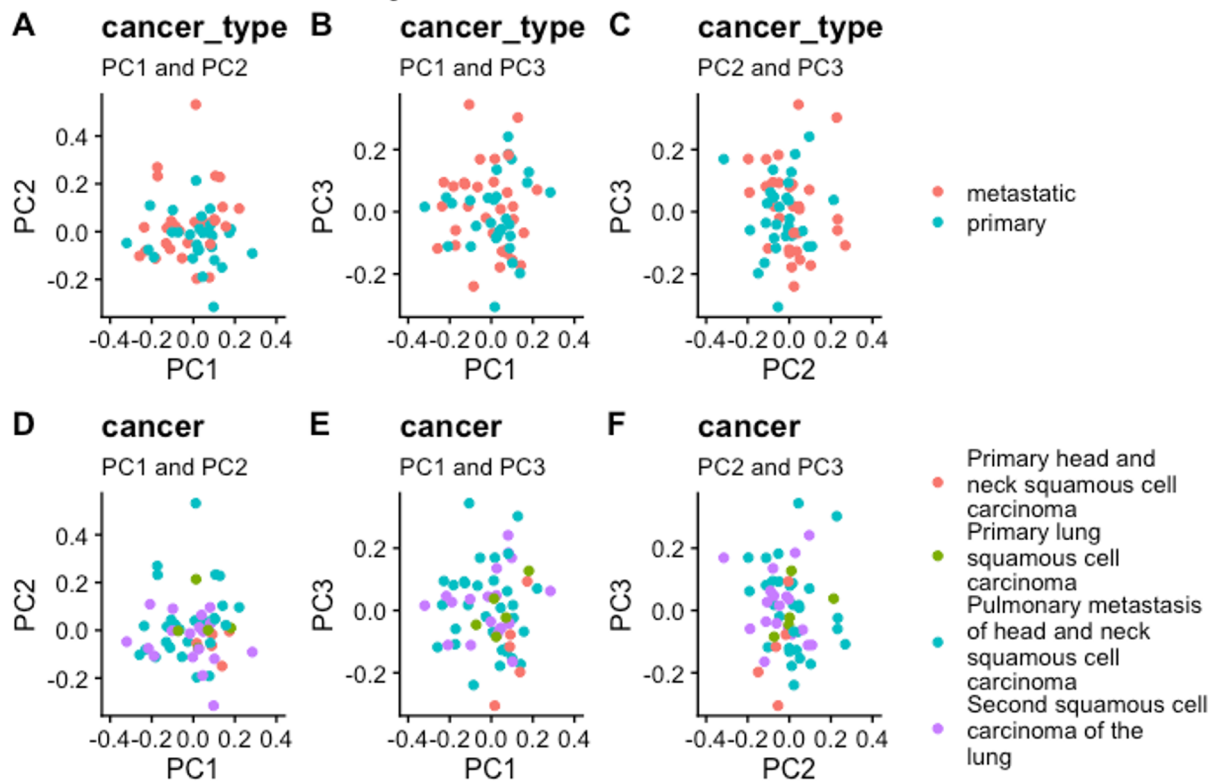 A cancer_type B cancer_type C cancer_type
PC1 and PC2 PC1 and PC3 PC2 and PC3
0.4
0.2
0.0
-0.2
PC2
-0.4 -0.2 0.0 0.2 0.4
PC1
0.2
0.0
-0.2
PC3
-0.4 -0.2 0.0 0.2 0.4
PC1
0.2
0.0
-0.2
PC3
-0.4 -0.2 0.0 0.2 0.4
PC2
metastatic
primary
D cancer E cancer F cancer
PC1 and PC2 PC1 and PC3 PC2 and PC3
0.4
0.2
0.0
-0.2
PC2
-0.4 -0.2 0.0 0.2 0.4
PC1
0.2
0.0
-0.2
PC3
-0.4 -0.2 0.0 0.2 0.4
PC1
0.2
0.0
-0.2
PC3
-0.4 -0.2 0.0 0.2 0.4
PC2
Primary head and
neck squamous cell
carcinoma
Primary lung
squamous cell
carcinoma
Pulmonary metastasis
of head and neck
squamous cell
carcinoma
Second squamous cell
carcinoma of the
lung